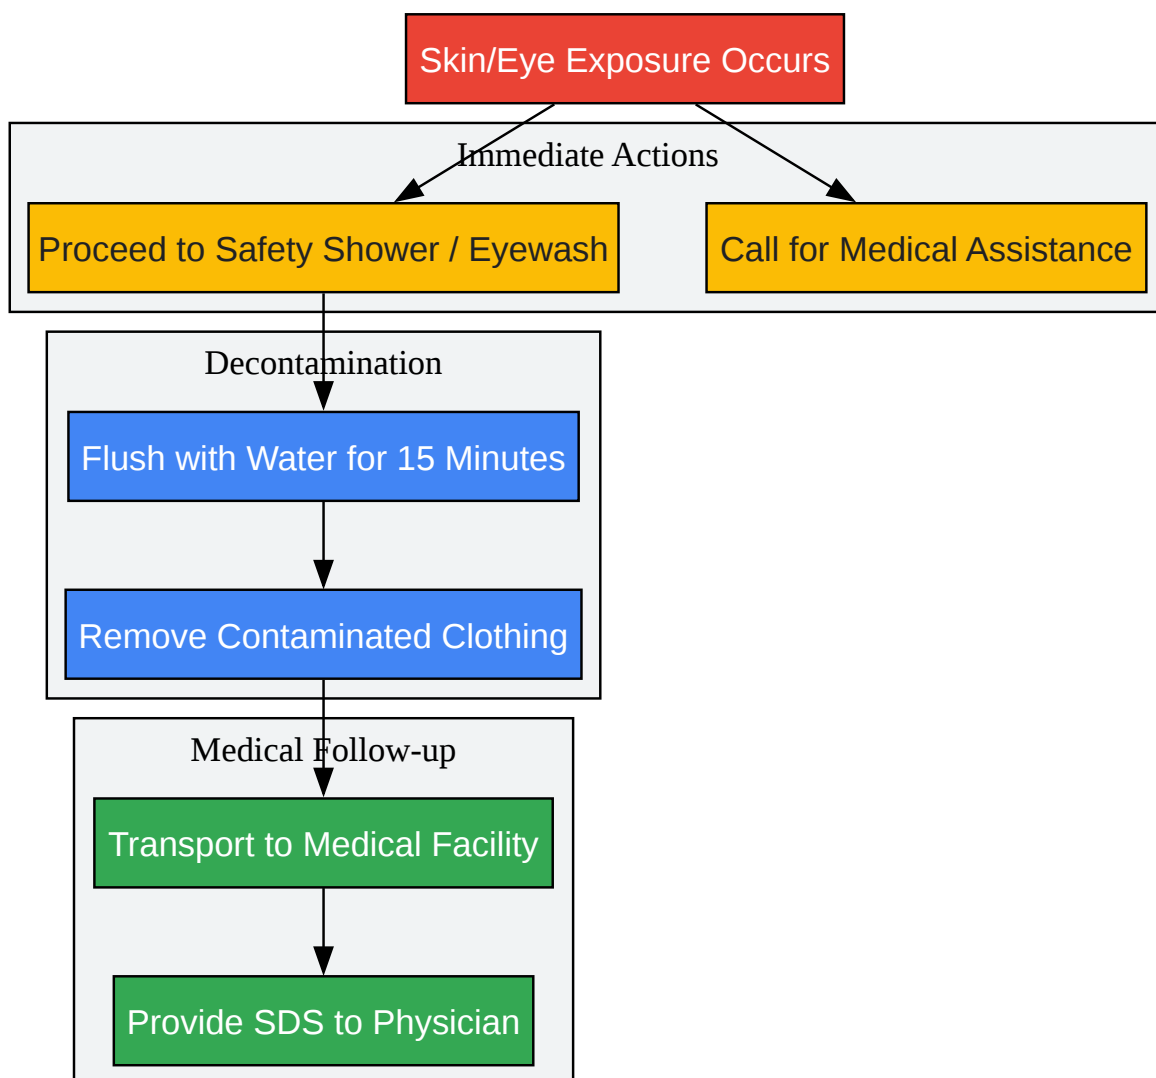 Skin/Eye Exposure Occurs
Immediate Actions
Proceed to Safety Shower / Eyewash
Call for Medical Assistance
Decontamination
Flush with Water for 15 Minutes
Remove Contaminated Clothing
Medical Follow-up
Transport to Medical Facility
Provide SDS to Physician